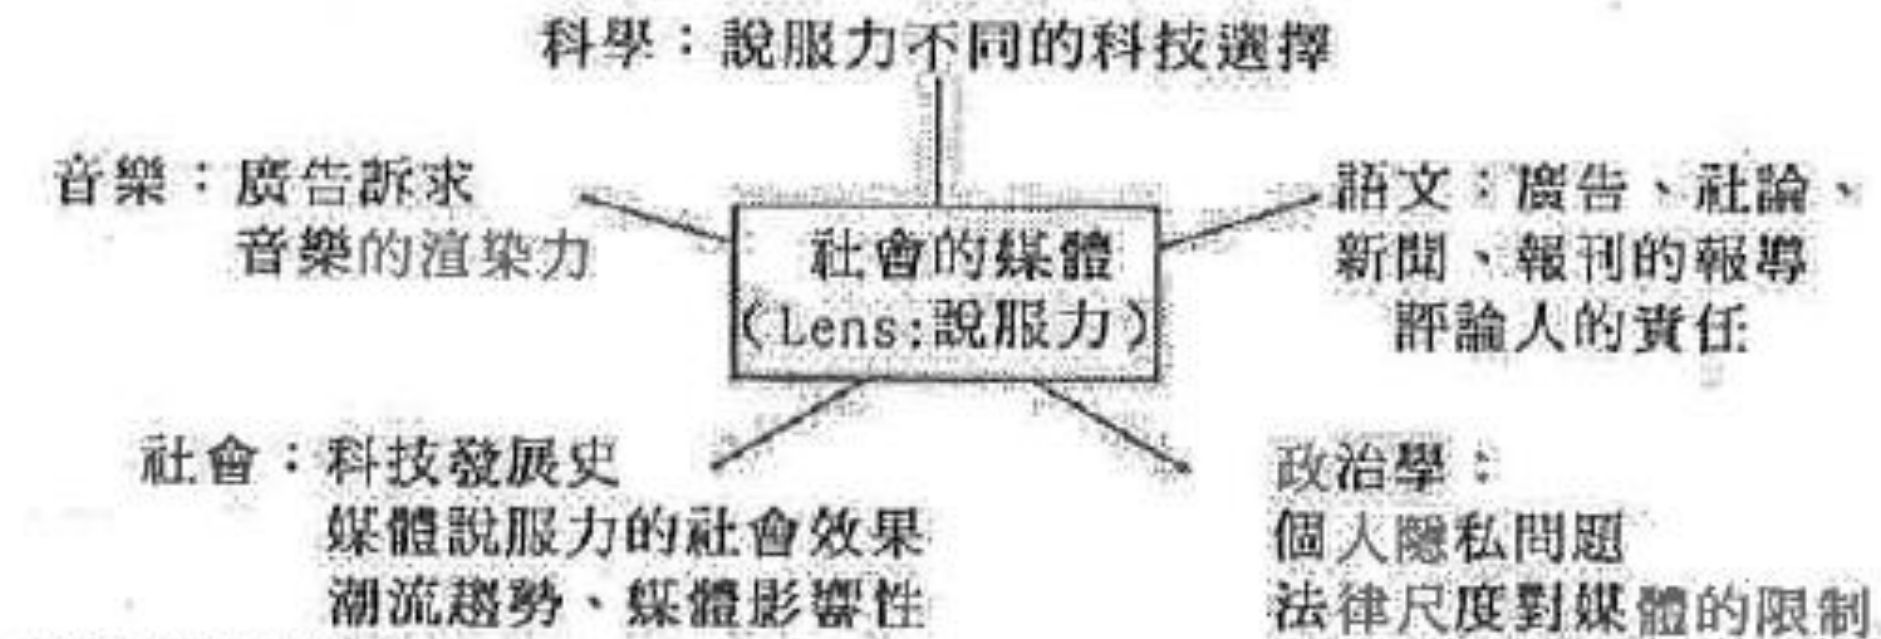 科學：說服力不同的科技選擇
音樂：廣告訴求
音樂的渲染力
社會的媒體
(Lens:說服力)
語文：廣告、社論、
新聞、報刊的報導
評論人的責任
社會：科技發展史
媒體說服力的社會效果
潮流趨勢、媒體影響性
政治學：
個人隱私問題
法律尺度對媒體的限制